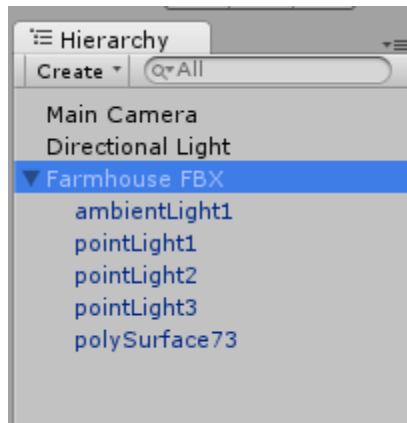 Hierarchy
Create All
Main Camera
Directional Light
Farmhouse FBX
ambientLight1
pointLight1
pointLight2
pointLight3
polySurface73